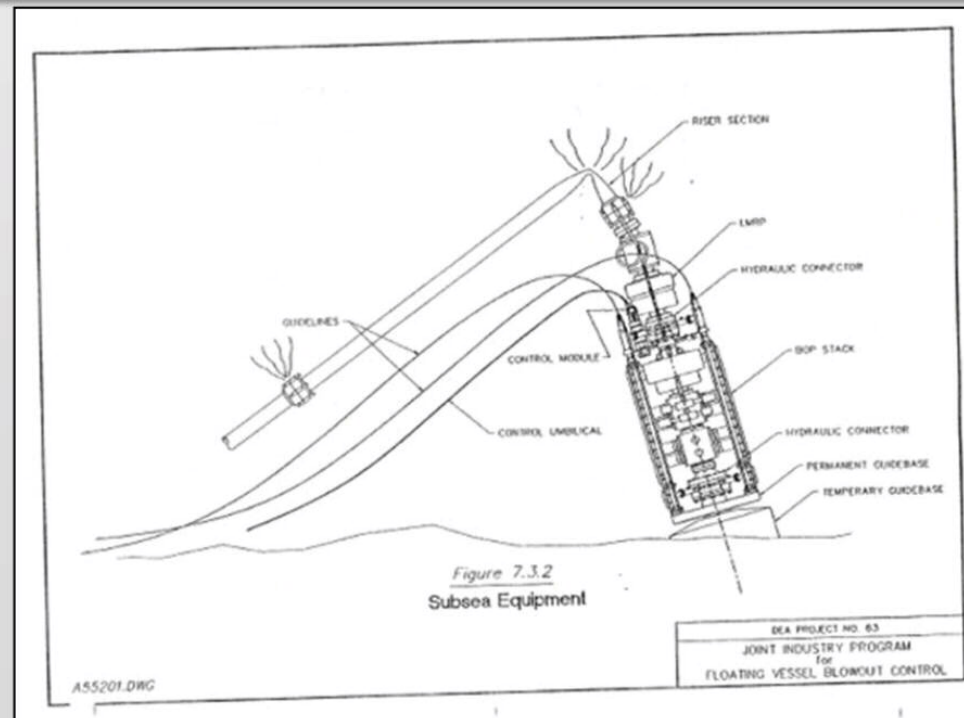 RISER SECTION
LMRP
HYDRAULIC CONNECTOR
GUIDELINES
BOP STACK
CONTROL MODULE
CONTROL UMBILICAL
HYDRAULIC CONNECTOR
PERMANENT GUIDEBASE
TEMPERARY GUIDEBASE
Figure 7.3.2
Subsea Equipment
DEA PROJECT NO. 63
JOINT INDUSTRY PROGRAM
for
FLOATING VESSEL BLOWOUT CONTROL
A55201.DWG